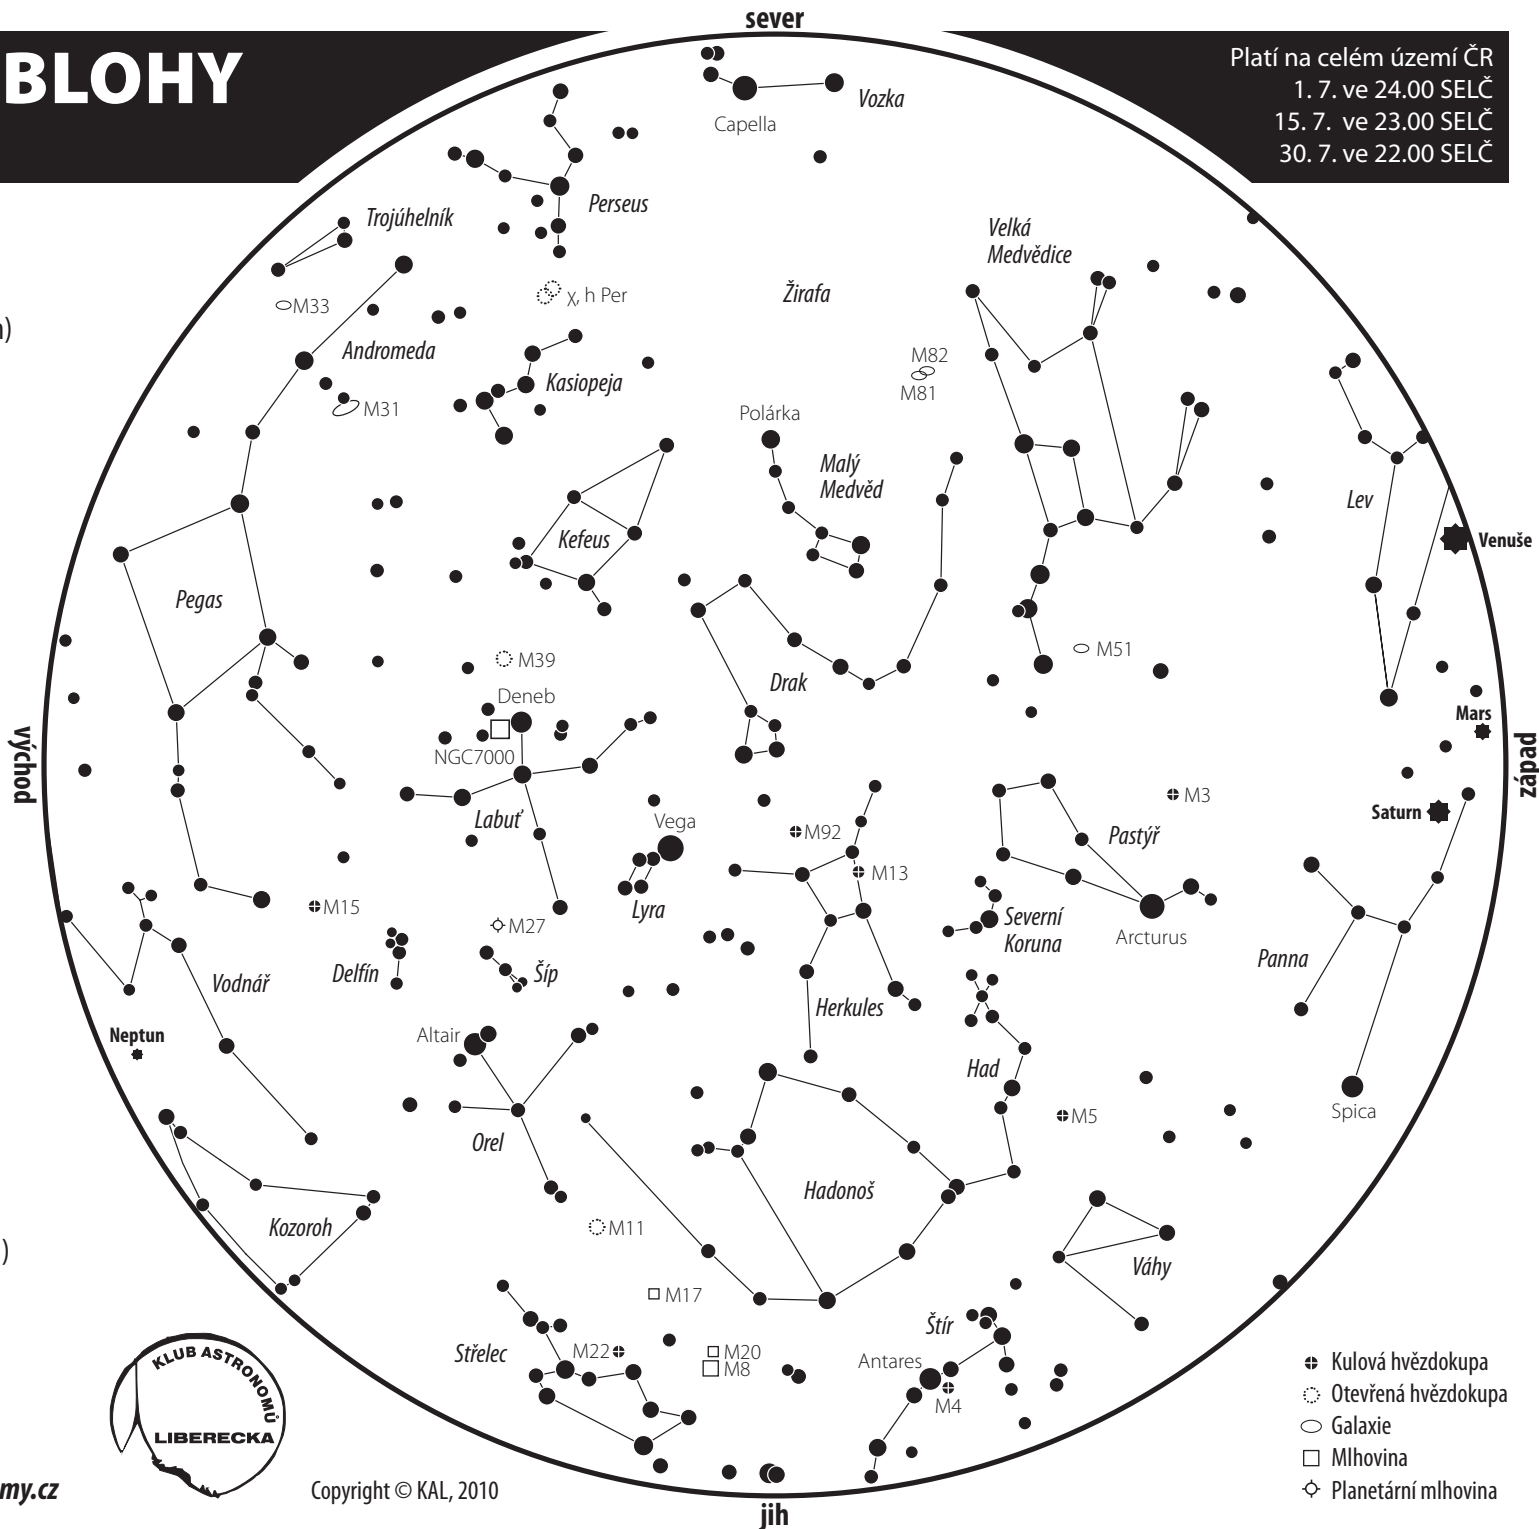 sever
BLOHY
Platí na celém území ČR
1. 7. ve 24.00 SELČ
15. 7. ve 23.00 SELČ
30. 7. ve 22.00 SELČ
Vozka
Capella
Perseus
Trojúhelník
Velká
Medvědice
M33
χ, h Per
Žirafa
Andromeda
M82
M81
Kasiopeja
M31
Polárka
Malý
Medvěd
Lev
Kefeus
Venuše
Pegas
M39
M51
Deneb
Drak
NGC7000
Mars
východ
západ
M3
Saturn
Labuť
Vega
M92
Pastýř
M13
M15
Lyra
M27
Severní
Koruna
Arcturus
Panna
Delfín
Šíp
Vodnář
Herkules
Neptun
Altair
Had
M5
Spica
Orel
Hadonoš
Kozoroh
M11
Váhy
)
M17
Štír
Střelec
M22
M20
M8
Antares
M4
KLUB ASTRONOMŮ
LIBERECKA
my.cz
Copyright © KAL, 2010
jih
Kulová hvězdokupa
Otevřená hvězdokupa
Galaxie
Mlhovina
Planetární mlhovina